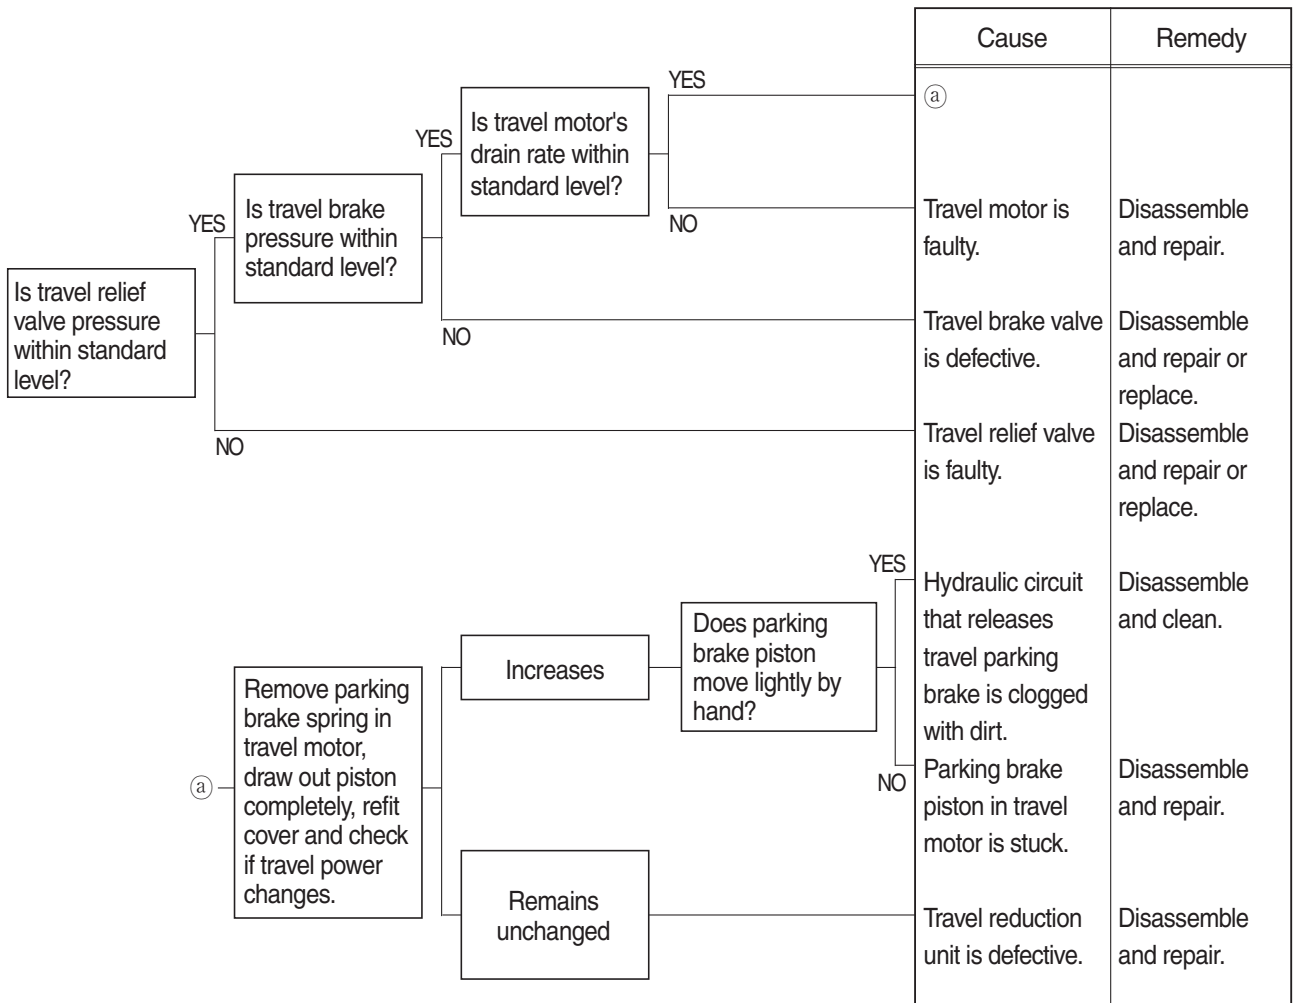 Cause
Remedy
YES
ⓐ
Is travel motor's
drain rate within
standard level?
YES
NO
Travel motor is
faulty.
Disassemble
and repair.
Is travel brake
pressure within
standard level?
YES
NO
Travel brake valve
is defective.
Disassemble
and repair or
replace.
Is travel relief
valve pressure
within standard
level?
NO
Travel relief valve
is faulty.
Disassemble
and repair or
replace.
ⓐ
Remove parking
brake spring in
travel motor,
draw out piston
completely, refit
cover and check
if travel power
changes.
Increases
Does parking
brake piston
move lightly by
hand?
YES
Hydraulic circuit
that releases
travel parking
brake is clogged
with dirt.
Disassemble
and clean.
NO
Parking brake
piston in travel
motor is stuck.
Disassemble
and repair.
Remains
unchanged
Travel reduction
unit is defective.
Disassemble
and repair.